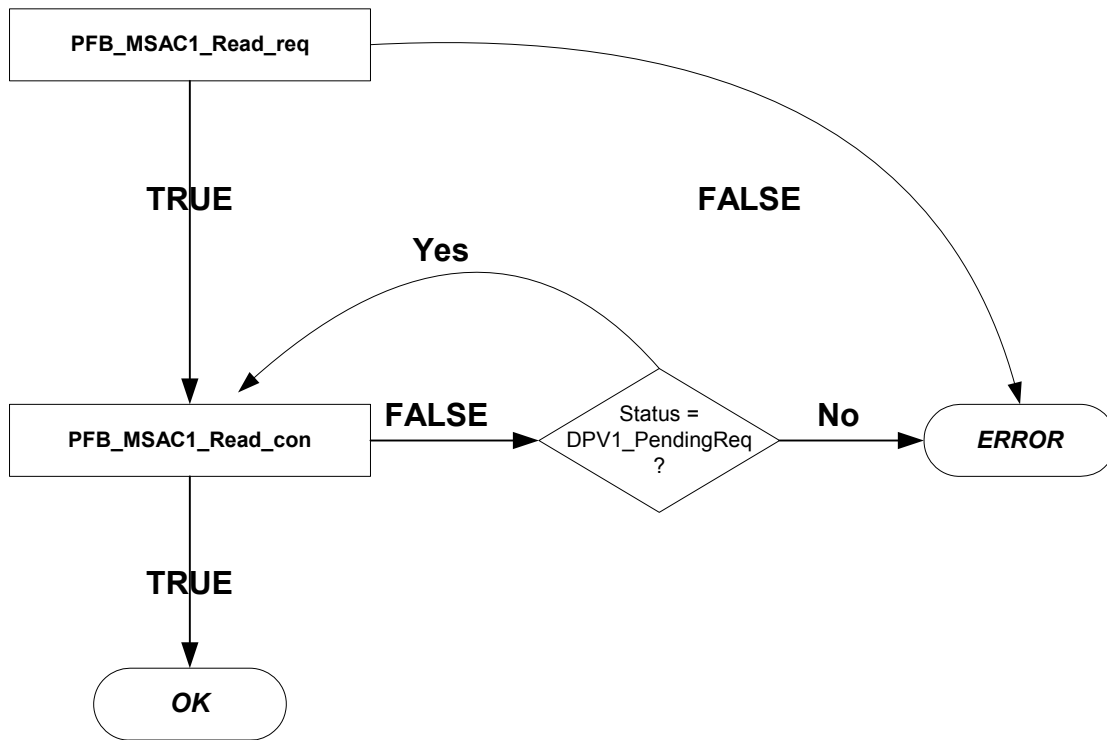 PFB_MSAC1_Read_req
TRUE
FALSE
Yes
PFB_MSAC1_Read_con
FALSE
Status =
DPV1_PendingReq
?
No
ERROR
TRUE
OK